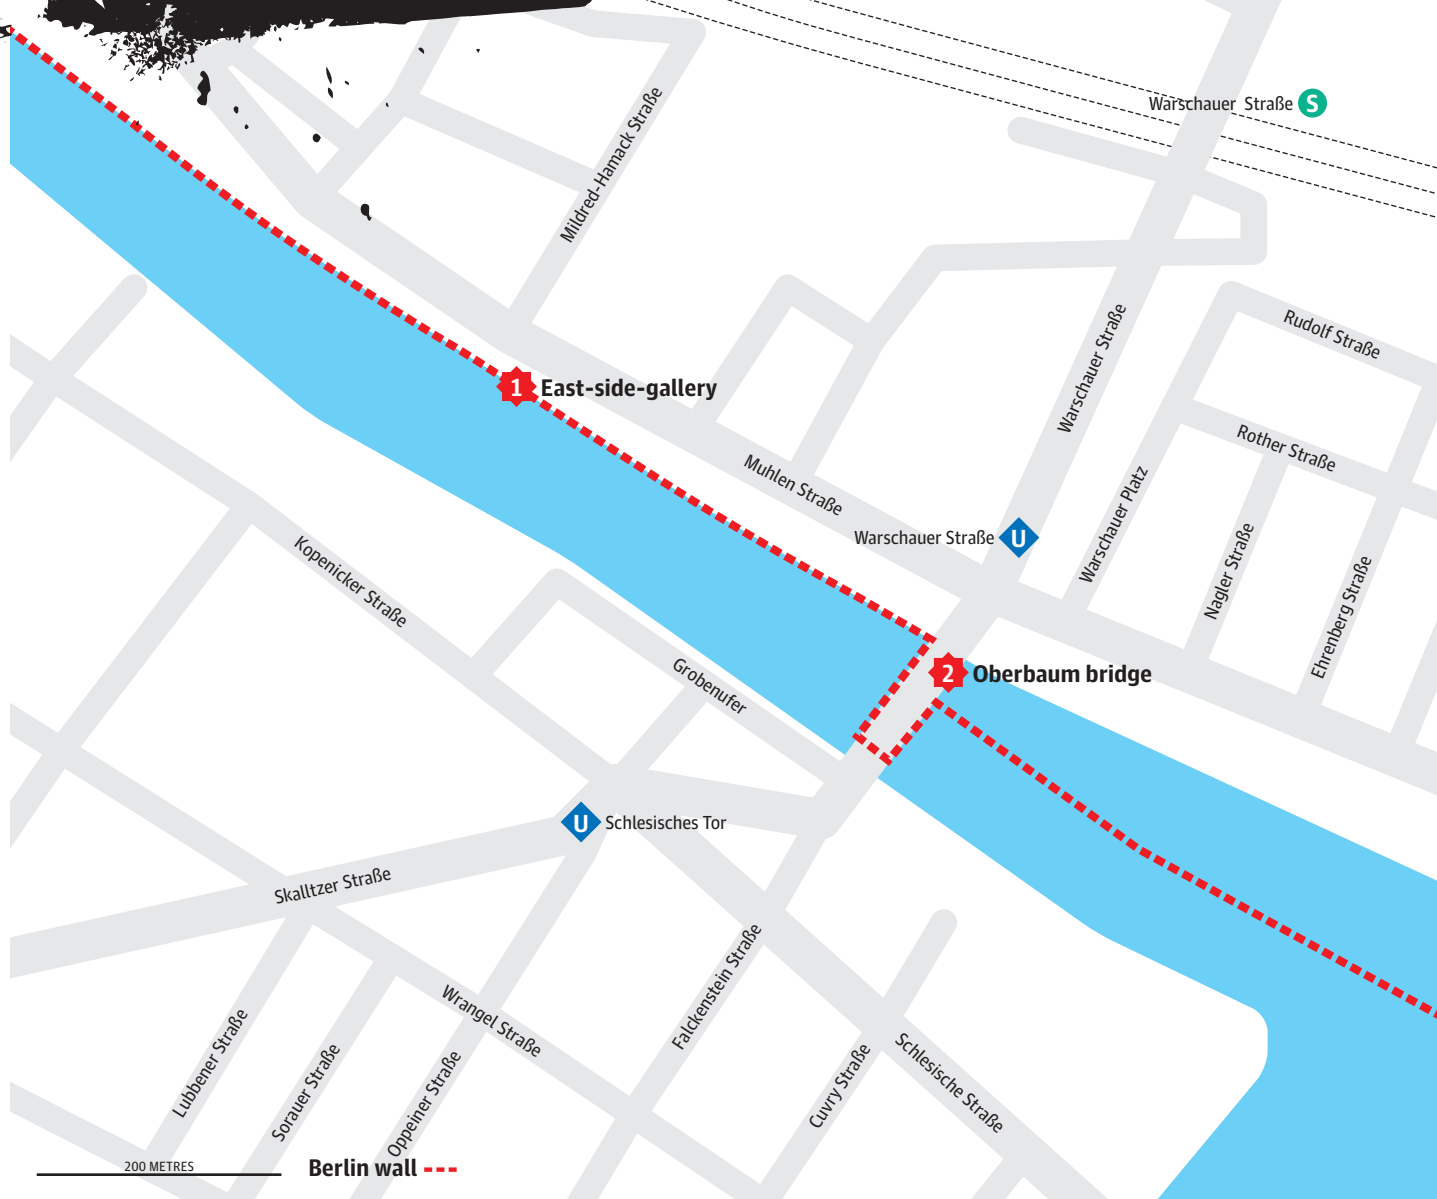 Warschauer Straße S
Mildred-Hamack Straße
Rudolf Straße
Warschauer Straße
1 East-side-gallery
Rother Straße
Muhlen Straße
Warschauer Platz
Warschauer Straße U
Nagler Straße
Ehrenberg Straße
Kopenicker Straße
Grobenufer
2 Oberbaum bridge
U Schlesisches Tor
Skalltzer Straße
Falckenstein Straße
Wrangel Straße
Lubbener Straße
Sorauer Straße
Oppeiner Straße
Cuvry Straße
Schlesische Straße
200 METRES
Berlin wall